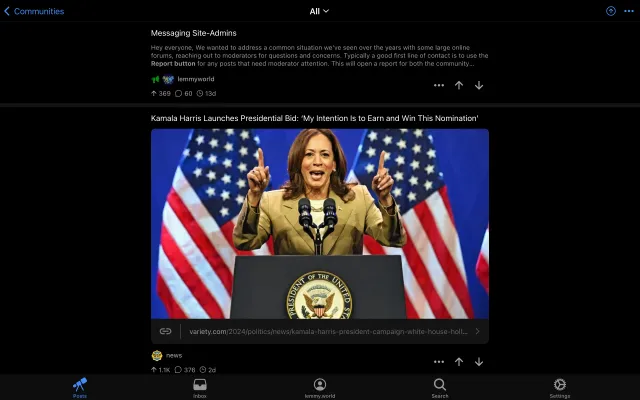 Communities
All
Messaging Site-Admins
Hey everyone, We wanted to address a common situation we've seen over the years with some large online
forums, reaching out to moderators for questions and concerns. Typically a good first line of contact is to use the
Report button for any posts that need moderator attention. This will open a report for both the community...
lemmyworld
369 60 13d
Kamala Harris Launches Presidential Bid: ‘My Intention Is to Earn and Win This Nomination’
PRESIDENT OF THE
variety.com/2024/politics/news/kamala-harris-president-campaign-white-house-holl...
news
1.1K 376 2d
Posts
Inbox
lemmy.world
Search
Settings